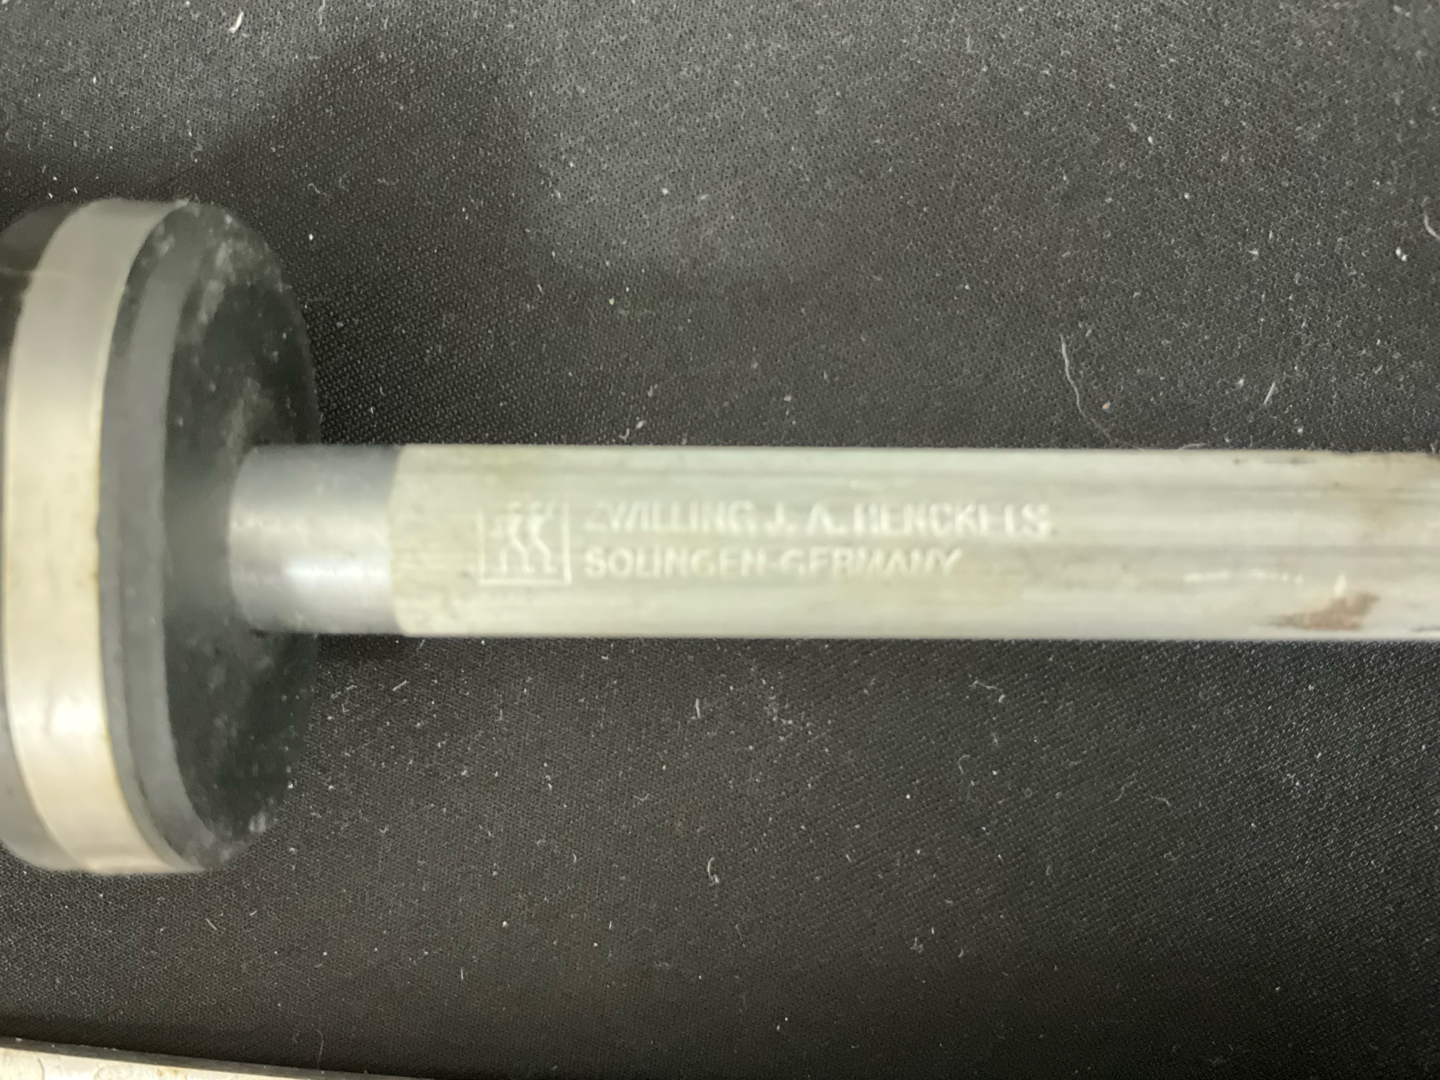 ZWILLING J. A. HENCKELS
SOLINGEN-GERMANY